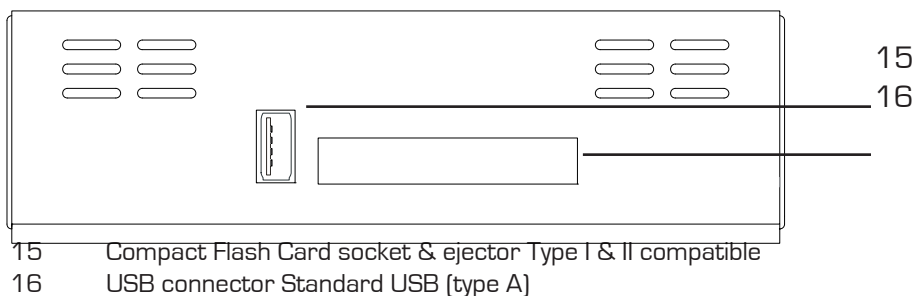 15
16
15 Compact Flash Card socket & ejector Type I & II compatible
16 USB connector Standard USB (type A)